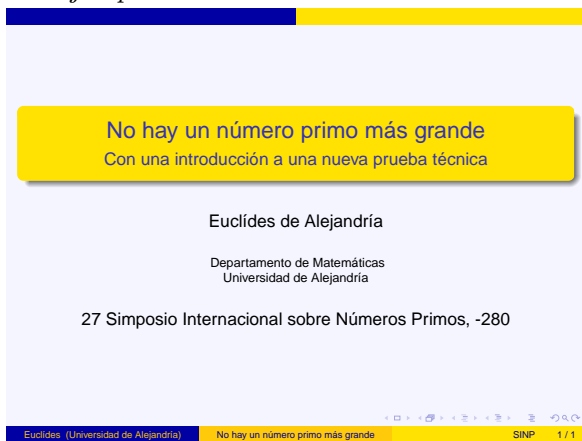 No hay un número primo más grande
Con una introducción a una nueva prueba técnica
Euclídes de Alejandría
Departamento de Matemáticas
Universidad de Alejandría
27 Simposio Internacional sobre Números Primos, -280
Euclídes (Universidad de Alejandría) No hay un número primo más grande SINP 1 / 1